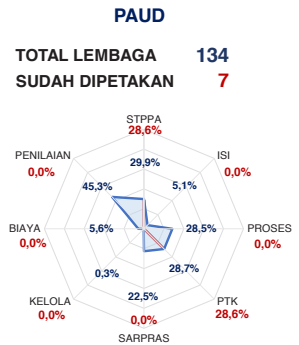 PAUD
TOTAL LEMBAGA 134
SUDAH DIPETAKAN 7
STPPA
28,6%
PENILAIAN
ISI
29,9%
0,0%
0,0%
45,3%
5,1%
BIAYA
5,6%
28,5%
PROSES
0,0%
0,0%
0,3%
28,7%
KELOLA
22,5%
PTK
0,0%
0,0%
28,6%
SARPRAS